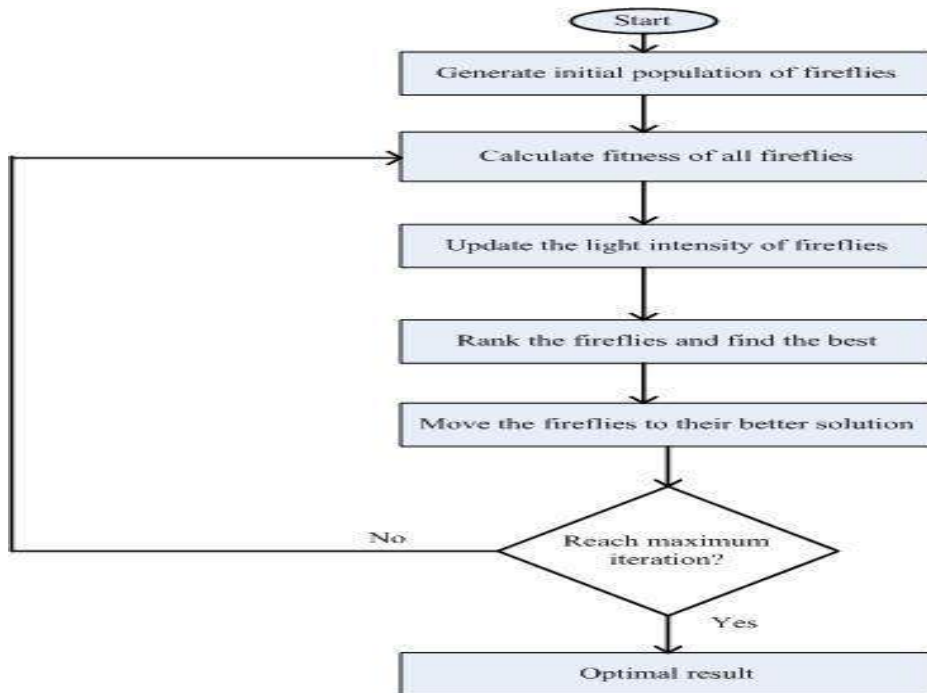 Start
Generate initial population of fireflies
Calculate fitness of all fireflies
Update the light intensity of fireflies
Rank the fireflies and find the best
Move the fireflies to their better solution
Reach maximum
iteration?
No
Yes
Optimal result